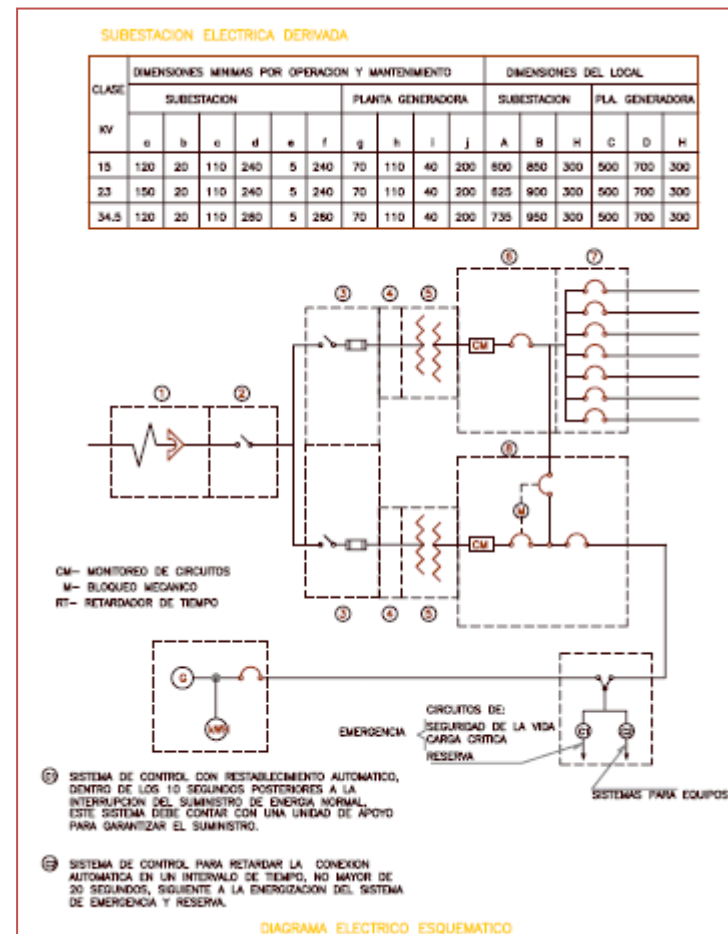 SUBESTACION ELECTRICA DERIVADA
CLASE KV DIMENSIONES MINIMAS POR OPERACION Y MANTENIMIENTO DIMENSIONES DEL LOCAL
SUBESTACION PLANTA GENERADORA SUBESTACION PLA. GENERADORA
a b c d e f g h i j A B H C D H
15 120 20 110 240 5 240 70 110 40 200 600 850 300 500 700 300
23 150 20 110 240 5 240 70 110 40 200 625 900 300 500 700 300
34.5 120 20 110 260 5 260 70 110 40 200 735 950 300 500 700 300
6 7
3 4 5
CM
1 2
8
M
CM
CM- MONITOREO DE CIRCUITOS
M- BLOQUEO MECANICO
RT- RETARDADOR DE TIEMPO
3 4 5
G
CIRCUITOS DE:
EMERGENCIA SEGURIDAD DE LA VIDA
CARGA CRITICA
RESERVA
SISTEMAS PARA EQUIPOS
C1 SISTEMA DE CONTROL CON RESTABLECIMIENTO AUTOMATICO,
DENTRO DE LOS 10 SEGUNDOS POSTERIORES A LA
INTERRUPCION DEL SUMINISTRO DE ENERGIA NORMAL,
ESTE SISTEMA DEBE CONTAR CON UNA UNIDAD DE APOYO
PARA GARANTIZAR EL SUMINISTRO.
SISTEMA DE CONTROL PARA RETARDAR LA CONEXION
AUTOMATICA EN UN INTERVALO DE TIEMPO, NO MAYOR DE
20 SEGUNDOS, SIGUIENTE A LA ENERGIZACION DEL SISTEMA
DE EMERGENCIA Y RESERVA.
DIAGRAMA ELECTRICO ESQUEMATICO